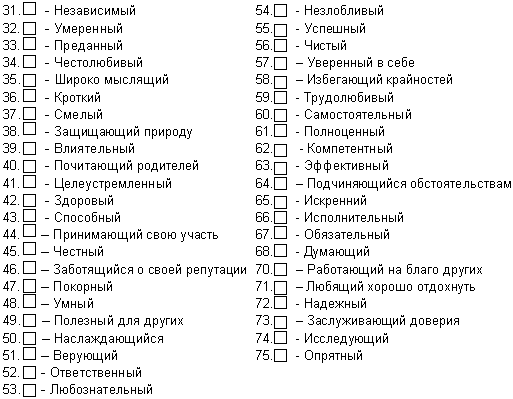 31. ☐ - Независимый
32. ☐ - Умеренный
33. ☐ - Преданный
34. ☐ - Честолюбивый
35. ☐ - Широко мыслящий
36. ☐ - Кроткий
37. ☐ - Смелый
38. ☐ - Защищающий природу
39. ☐ - Влиятельный
40. ☐ - Почитающий родителей
41. ☐ - Целеустремленный
42. ☐ - Здоровый
43. ☐ - Способный
44. ☐ – Принимающий свою участь
45. ☐ – Честный
46. ☐ – Заботящийся о своей репутации
47. ☐ – Покорный
48. ☐ – Умный
49. ☐ – Полезный для других
50. ☐ – Наслаждающийся
51. ☐ – Верующий
52. ☐ - Ответственный
53. ☐ - Любознательный
54. ☐ - Незлобливый
55. ☐ - Успешный
56. ☐ - Чистый
57. ☐ – Уверенный в себе
58. ☐ – Избегающий крайностей
59. ☐ - Трудолюбивый
60. ☐ - Самостоятельный
61. ☐ - Полноценный
62. ☐ - Компетентный
63. ☐ - Эффективный
64. ☐ – Подчиняющийся обстоятельствам
65. ☐ - Искренний
66. ☐ - Исполнительный
67. ☐ - Обязательный
68. ☐ - Думающий
70. ☐ – Работающий на благо других
71. ☐ – Любящий хорошо отдохнуть
72. ☐ - Надежный
73. ☐ – Заслуживающий доверия
74. ☐ - Исследующий
75. ☐ - Опрятный